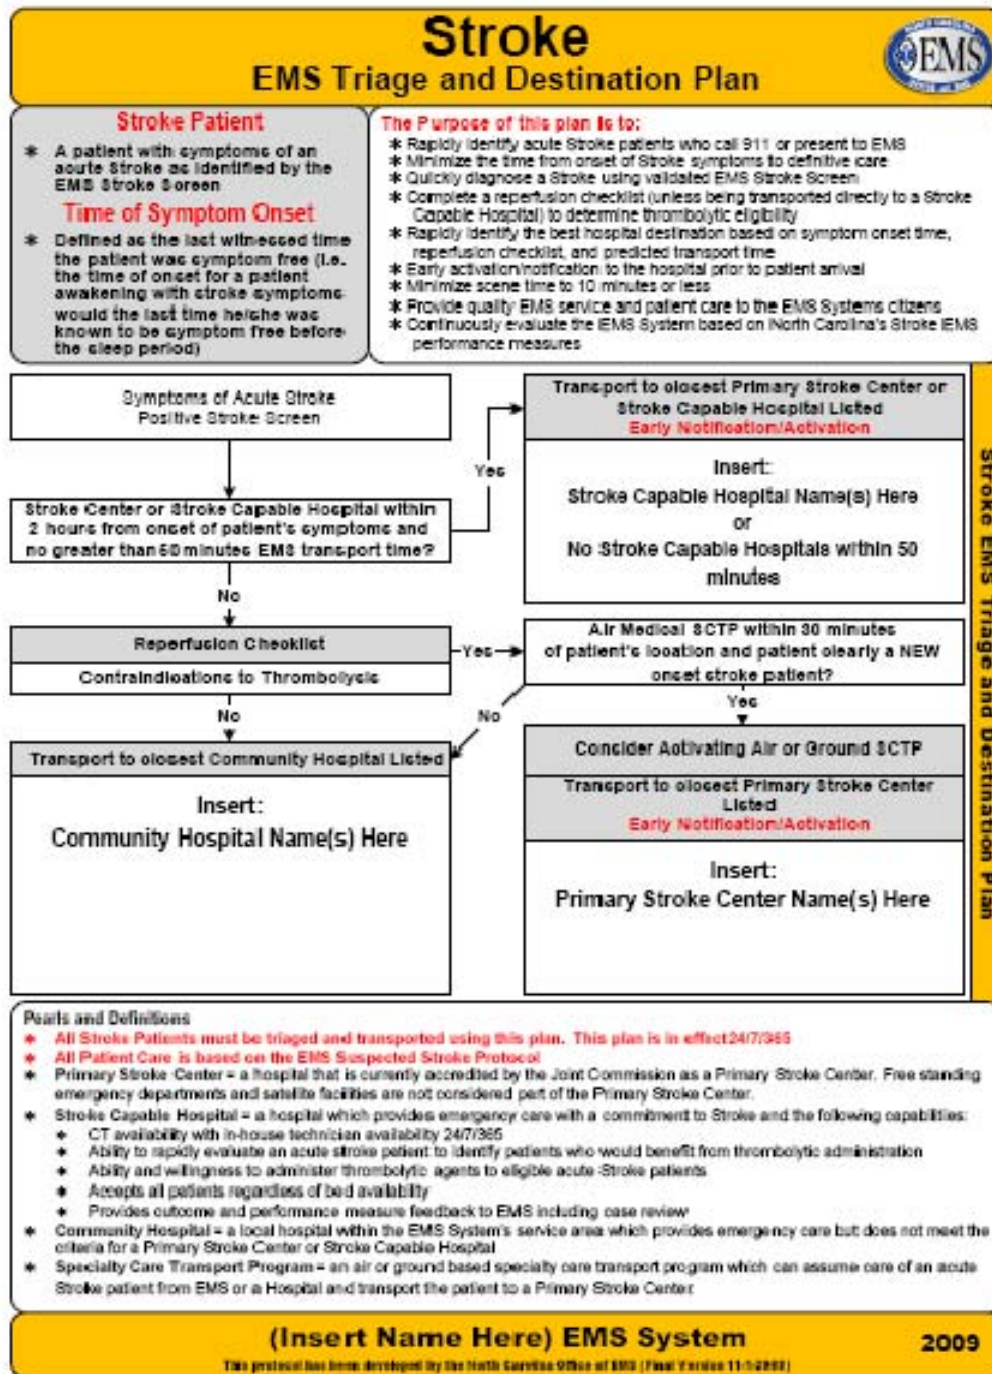 Stroke
EMS Triage and Destination Plan
EMS
Stroke Patient
* A patient with symptoms of an
acute Stroke as identified by the
EMS Stroke Screen
Time of Symptom Onset
* Defined as the last witnessed time
the patient was symptom free (i.e.
the time of onset for a patient
awakening with stroke symptoms
would the last time he/she was
known to be symptom free before
the sleep period)
The Purpose of this plan is to:
* Rapidly identify acute Stroke patients who call 911 or present to EMS
* Minimize the time from onset of Stroke symptoms to definitive care
* Quickly diagnose a Stroke using validated EMS Stroke Screen
* Complete a reperfusion checklist (unless being transported directly to a Stroke
Capable Hospital) to determine thrombolytic eligibility
* Rapidly identify the best hospital destination based on symptom onset time,
reperfusion checklist, and predicted transport time
* Early activation/notification to the hospital prior to patient arrival
* Minimize scene time to 10 minutes or less
* Provide quality EMS service and patient care to the EMS Systems citizens
* Continuously evaluate the EMS System based on North Carolina's Stroke EMS
performance measures
Symptoms of Acute Stroke
Positive Stroke Screen
Yes
Transport to closest Primary Stroke Center or
Stroke Capable Hospital Listed
Early Notification/Activation
Insert:
Stroke Capable Hospital Name(s) Here
or
No Stroke Capable Hospitals within 50
minutes
Stroke Center or Stroke Capable Hospital within
2 hours from onset of patient's symptoms and
no greater than 50 minutes EMS transport time?
No
Reperfusion Checklist
Contraindications to Thrombolysis
Yes
Air Medical SCTP within 30 minutes
of patient's location and patient clearly a NEW
onset stroke patient?
No
No
Yes
Transport to closest Community Hospital Listed
Insert:
Community Hospital Name(s) Here
Consider Activating Air or Ground SCTP
Transport to closest Primary Stroke Center
Listed
Early Notification/Activation
Insert:
Primary Stroke Center Name(s) Here
Stroke EMS Triage and Destination Plan
Pearls and Definitions
* All Stroke Patients must be triaged and transported using this plan. This plan is in effect 24/7/365
* All Patient Care is based on the EMS Suspected Stroke Protocol
* Primary Stroke Center = a hospital that is currently accredited by the Joint Commission as a Primary Stroke Center. Free standing
emergency departments and satellite facilities are not considered part of the Primary Stroke Center.
* Stroke Capable Hospital = a hospital which provides emergency care with a commitment to Stroke and the following capabilities:
* CT availability with in-house technician availability 24/7/365
* Ability to rapidly evaluate an acute stroke patient to identify patients who would benefit from thrombolytic administration
* Ability and willingness to administer thrombolytic agents to eligible acute Stroke patients
* Accepts all patients regardless of bed availability
* Provides outcome and performance measure feedback to EMS including case review
* Community Hospital = a local hospital within the EMS System's service area which provides emergency care but does not meet the
criteria for a Primary Stroke Center or Stroke Capable Hospital
* Specialty Care Transport Program = an air or ground based specialty care transport program which can assume care of an acute
Stroke patient from EMS or a Hospital and transport the patient to a Primary Stroke Center.
(Insert Name Here) EMS System
2009
This protocol has been developed by the North Carolina Office of EMS (Final Version